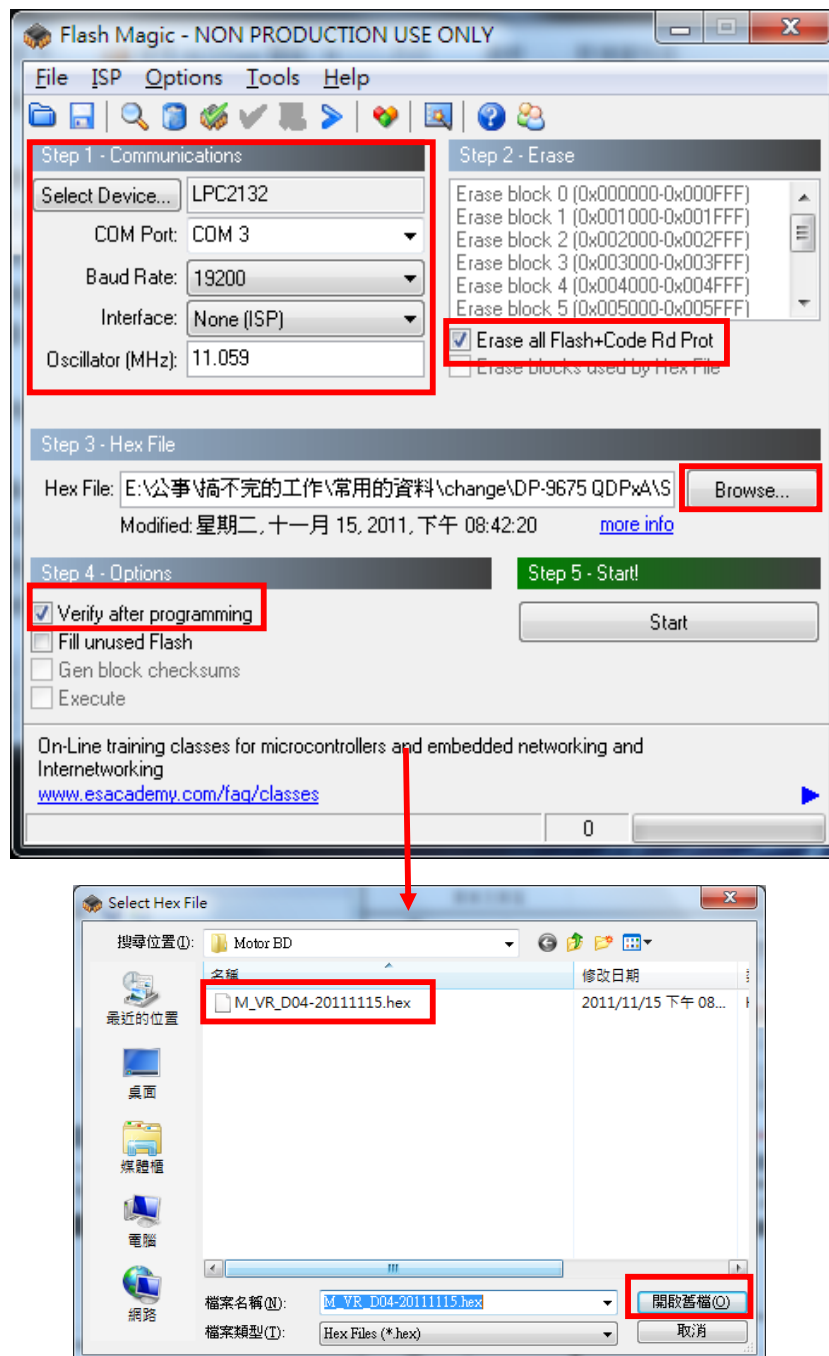 Flash Magic - NON PRODUCTION USE ONLY
File ISP Options Tools Help
Step 1 - Communications
Select Device... LPC2132
COM Port: COM 3
Baud Rate: 19200
Interface: None (ISP)
Oscillator (MHz): 11.059
Step 2 - Erase
Erase block 0 (0x000000-0x000FFF)
Erase block 1 (0x001000-0x001FFF)
Erase block 2 (0x002000-0x002FFF)
Erase block 3 (0x003000-0x003FFF)
Erase block 4 (0x004000-0x004FFF)
Erase block 5 (0x005000-0x005FFF)
Erase all Flash+Code Rd Prot
Erase blocks used by Hex File
Step 3 - Hex File
Hex File: E:\公事\搞不完的工作\常用的資料\change\DP-9675 QDPxA\S Browse...
Modified: 星期二, 十一月 15, 2011, 下午 08:42:20 more info
Step 4 - Options
Verify after programming
Fill unused Flash
Gen block checksums
Execute
Step 5 - Start!
Start
On-Line training classes for microcontrollers and embedded networking and
Internetworking
www.esacademy.com/faq/classes
0
Select Hex File
搜尋位置(I): Motor BD
名稱 修改日期
M_VR_D04-20111115.hex 2011/11/15 下午 08...
最近的位置
桌面
媒體櫃
電腦
網路
檔案名稱(N): M_VR_D04-20111115.hex 開啟舊檔(O)
檔案類型(T): Hex Files (*.hex) 取消